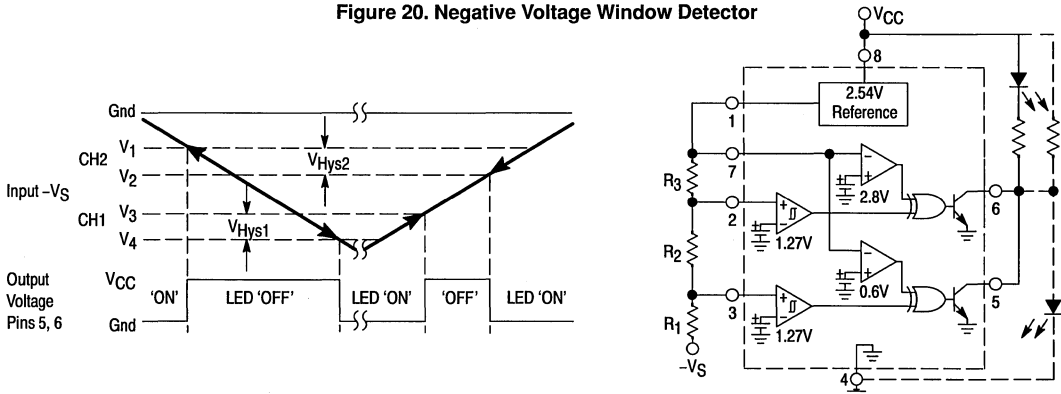 Figure 20. Negative Voltage Window Detector
Gnd
V1
CH2
V2
VHys2
Input –VS
V3
CH1
VHys1
V4
Output
Voltage
Pins 5, 6
VCC
Gnd
'ON'
LED 'OFF'
LED 'ON'
'OFF'
LED 'ON'
VCC
8
2.54V
Reference
1
7
R3
2.8V
6
2
1.27V
R2
0.6V
5
3
1.27V
R1
–VS
4